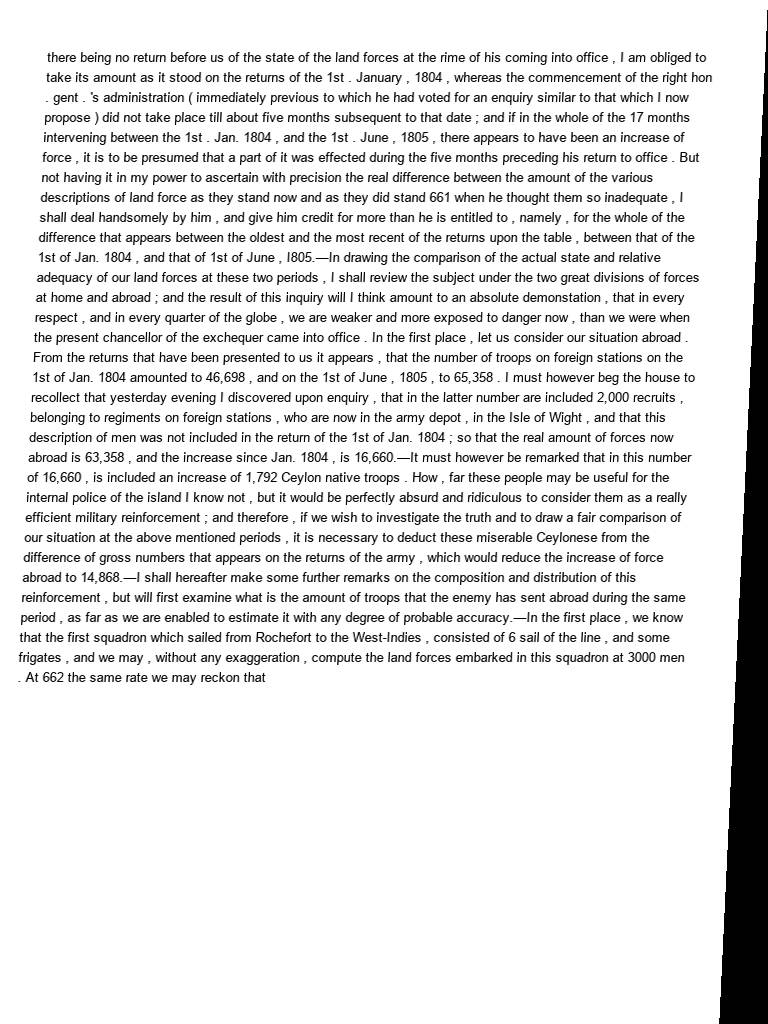 there being no return before us of the state of the land forces at the rime of his coming into office , I am obliged to
take its amount as it stood on the returns of the 1st . January , 1804 , whereas the commencement of the right hon
. gent . 's administration ( immediately previous to which he had voted for an enquiry similar to that which I now
propose ) did not take place till about five months subsequent to that date ; and if in the whole of the 17 months
intervening between the 1st . Jan. 1804 , and the 1st . June , 1805 , there appears to have been an increase of
force , it is to be presumed that a part of it was effected during the five months preceding his return to office . But
not having it in my power to ascertain with precision the real difference between the amount of the various
descriptions of land force as they stand now and as they did stand 661 when he thought them so inadequate , I
shall deal handsomely by him , and give him credit for more than he is entitled to , namely , for the whole of the
difference that appears between the oldest and the most recent of the returns upon the table , between that of the
1st of Jan. 1804 , and that of 1st of June , l805.—In drawing the comparison of the actual state and relative
adequacy of our land forces at these two periods , I shall review the subject under the two great divisions of forces
at home and abroad ; and the result of this inquiry will I think amount to an absolute demonstation , that in every
respect , and in every quarter of the globe , we are weaker and more exposed to danger now , than we were when
the present chancellor of the exchequer came into office . In the first place , let us consider our situation abroad .
From the returns that have been presented to us it appears , that the number of troops on foreign stations on the
1st of Jan. 1804 amounted to 46,698 , and on the 1st of June , 1805 , to 65,358 . I must however beg the house to
recollect that yesterday evening I discovered upon enquiry , that in the latter number are included 2,000 recruits ,
belonging to regiments on foreign stations , who are now in the army depot , in the Isle of Wight , and that this
description of men was not included in the return of the 1st of Jan. 1804 ; so that the real amount of forces now
abroad is 63,358 , and the increase since Jan. 1804 , is 16,660.—It must however be remarked that in this number
of 16,660 , is included an increase of 1,792 Ceylon native troops . How , far these people may be useful for the
internal police of the island I know not , but it would be perfectly absurd and ridiculous to consider them as a really
efficient military reinforcement ; and therefore , if we wish to investigate the truth and to draw a fair comparison of
our situation at the above mentioned periods , it is necessary to deduct these miserable Ceylonese from the
difference of gross numbers that appears on the returns of the army , which would reduce the increase of force
abroad to 14,868.—I shall hereafter make some further remarks on the composition and distribution of this
reinforcement , but will first examine what is the amount of troops that the enemy has sent abroad during the same
period , as far as we are enabled to estimate it with any degree of probable accuracy.—In the first place , we know
that the first squadron which sailed from Rochefort to the West-Indies , consisted of 6 sail of the line , and some
frigates , and we may , without any exaggeration , compute the land forces embarked in this squadron at 3000 men
. At 662 the same rate we may reckon that